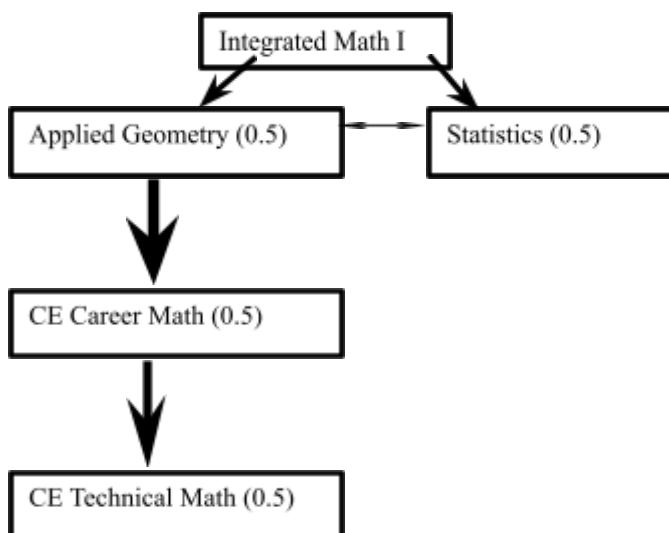 Integrated Math I
Applied Geometry (0.5)
Statistics (0.5)
CE Career Math (0.5)
CE Technical Math (0.5)